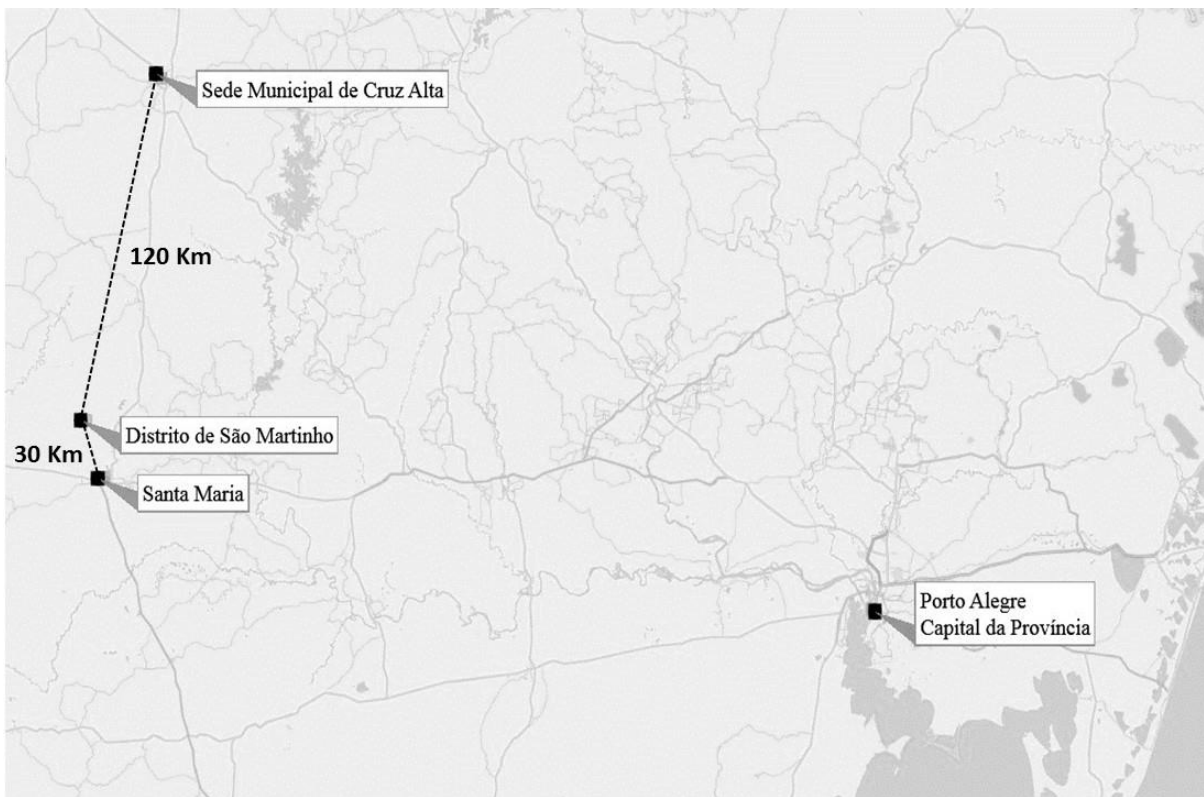 Sede Municipal de Cruz Alta
120 Km
Distrito de São Martinho
30 Km
Santa Maria
Porto Alegre
Capital da Província